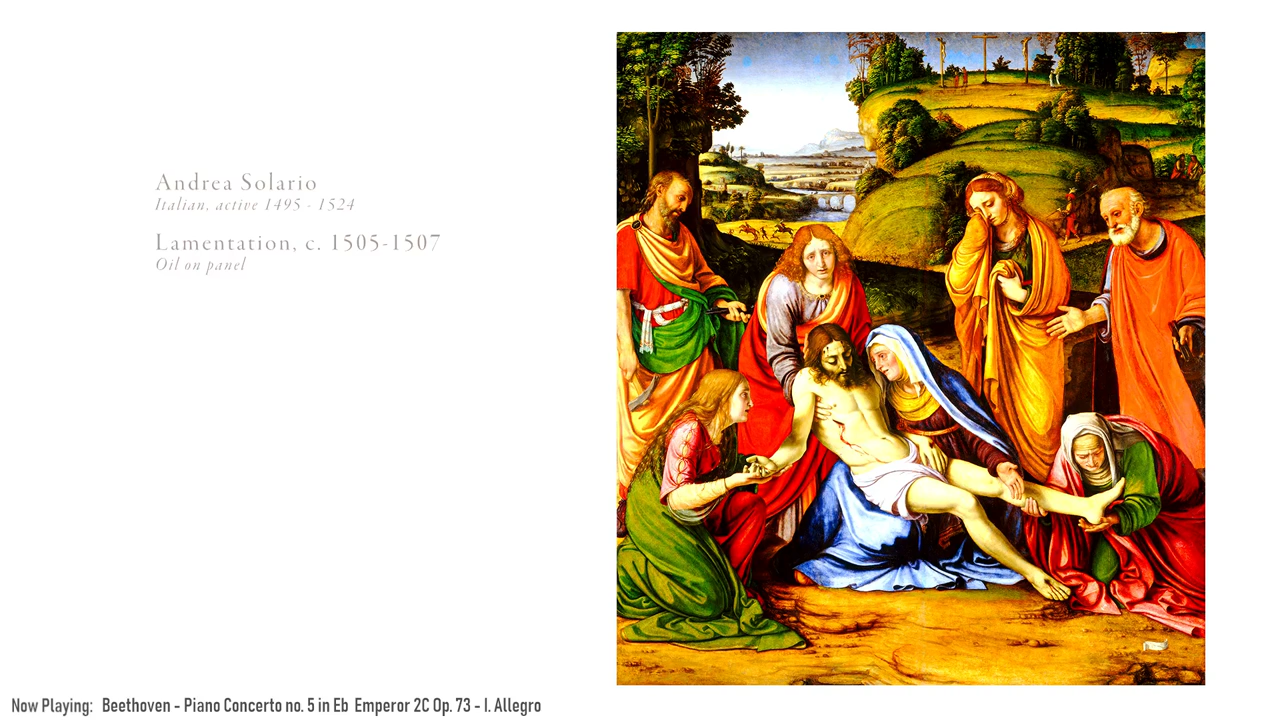 Andrea Solario
Italian, active 1495 - 1524
Lamentation, c. 1505-1507
Oil on panel
Now Playing: Beethoven - Piano Concerto no. 5 in Eb Emperor 2C Op. 73 - I. Allegro